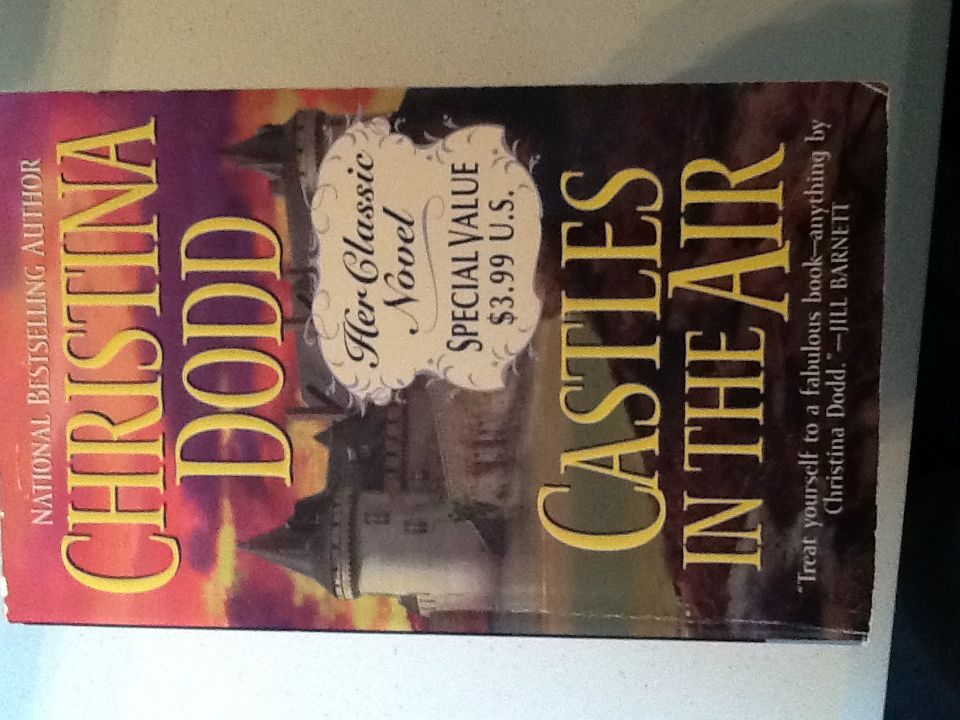 NATIONAL BESTSELLING AUTHOR
CHRISTINA
DODD
Her Classic
Novel
SPECIAL VALUE
$3.99 U.S.
CASTLES
IN THE AIR
"Treat yourself to a fabulous book—anything by
Christina Dodd."—JILL BARNETT